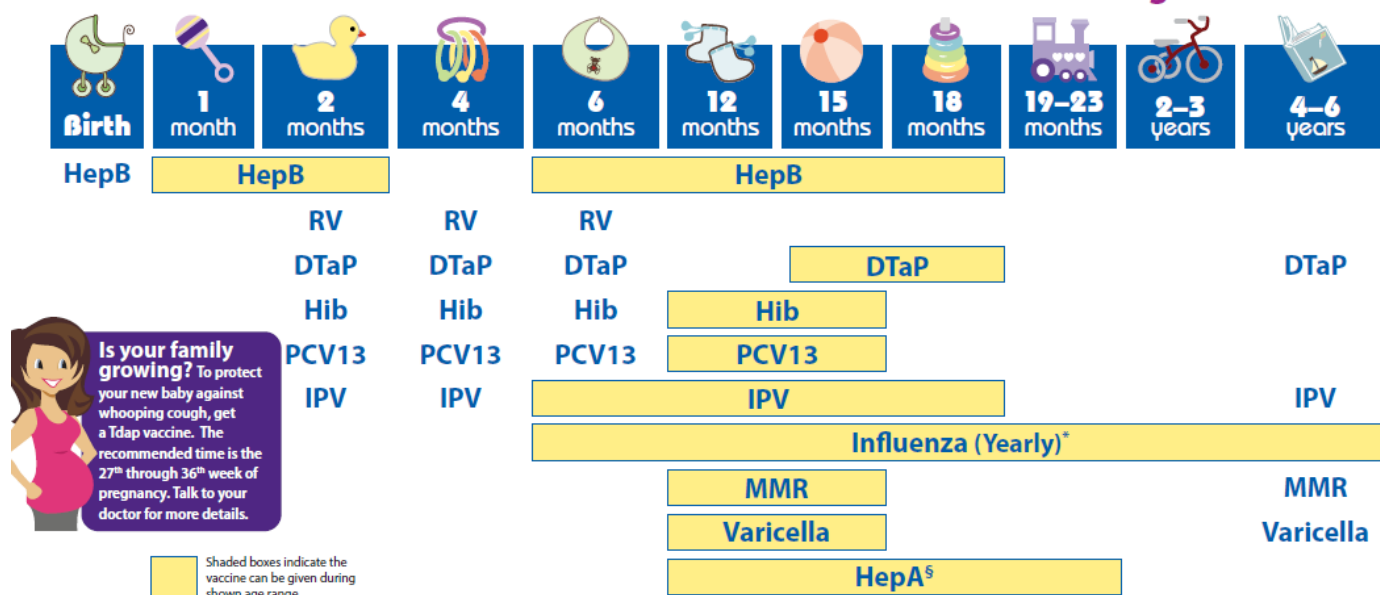 Birth
1
month
2
months
4
months
6
months
12
months
15
months
18
months
19–23
months
2–3
years
4–6
years
HepB HepB HepB
RV RV RV
DTaP DTaP DTaP DTaP DTaP
Hib Hib Hib Hib
PCV13 PCV13 PCV13 PCV13
IPV IPV IPV IPV
Influenza (Yearly)*
MMR MMR
Varicella Varicella
HepA§
Is your family
growing? To protect
your new baby against
whooping cough, get
a Tdap vaccine. The
recommended time is the
27th through 36th week of
pregnancy. Talk to your
doctor for more details.
Shaded boxes indicate the
vaccine can be given during
shown age range